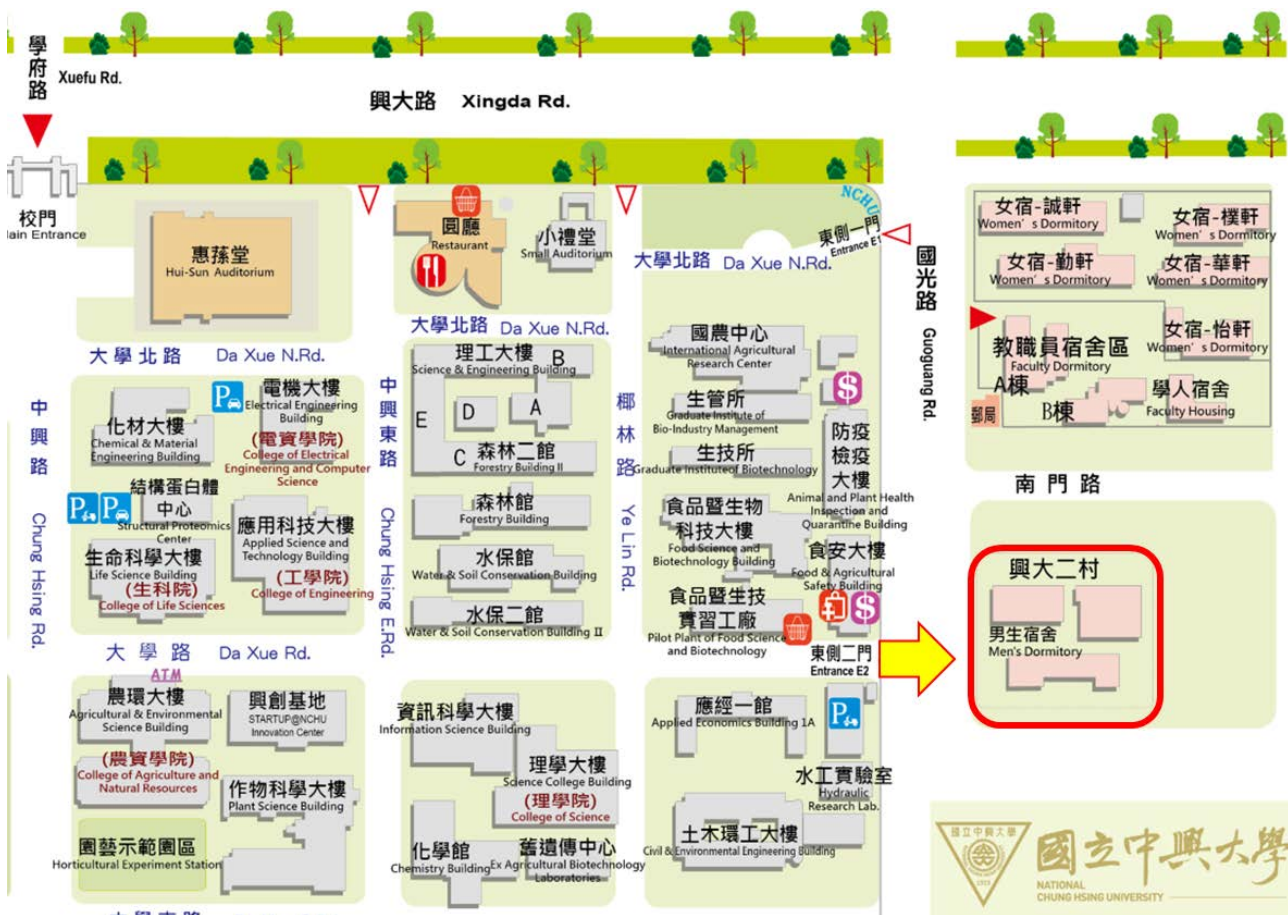 學府路
Xuefu Rd.
興大路 Xingda Rd.
校門
ain Entrance
惠蓀堂
Hui-Sun Auditorium
圓廳
Restaurant
小禮堂
Small Auditorium
NCHU
東側一門
Entrance E1
大學北路 Da Xue N.Rd.
大學北路 Da Xue N.Rd.
大學北路 Da Xue N.Rd.
國光路 Guoguang Rd.
女宿-誠軒
Women's Dormitory
女宿-樸軒
Women's Dormitory
女宿-勤軒
Women's Dormitory
女宿-華軒
Women's Dormitory
女宿-怡軒
Women's Dormitory
教職員宿舍區
Faculty Dormitory
A棟
B棟
學人宿舍
Faculty Housing
郵局
南門路
興大二村
男生宿舍
Men's Dormitory
中興路 Chung Hsing Rd.
化材大樓
Chemical & Material
Engineering Building
P
電機大樓
Electrical Engineering
Building
(電資學院)
College of Electrical
Engineering and Computer
Science
P
P
結構蛋白體
中心
Structural Proteomics
Center
應用科技大樓
Applied Science and
Technology Building
(工學院)
College of Engineering
生命科學大樓
Life Science Building
(生科院)
College of Life Sciences
中興東路 Chung Hsing E.Rd.
理工大樓 B
Science & Engineering Building
E
D
A
C
森林二館
Forestry Building II
森林館
Forestry Building
水保館
Water & Soil Conservation Building
水保二館
Water & Soil Conservation Building II
椰林路 Ye Lin Rd.
國農中心
International Agricultural
Research Center
生管所
Graduate Institute of
Bio-Industry Management
生技所
Graduate Instituteof Biotechnology
$
防疫
檢疫
大樓
Animal and Plant Health
Inspection and
Quarantine Building
食品暨生物
科技大樓
Food Science and
Biotechnology Building
食安大樓
Food & Agricultural
Safety Building
$
食品暨生技
實習工廠
Pilot Plant of Food Science
and Biotechnology
東側二門
Entrance E2
大學路 Da Xue Rd.
ATM
農環大樓
Agricultural & Environmental
Science Building
(農資學院)
College of Agriculture and
Natural Resources
興創基地
STARTUP@NCHU
Innovation Center
作物科學大樓
Plant Science Building
園藝示範園區
Horticultural Experiment Station
資訊科學大樓
Information Science Building
理學大樓
Science College Building
(理學院)
College of Science
化學館
Chemistry Building
舊遺傳中心
Ex Agricultural Biotechnology
Laboratories
應經一館
Applied Economics Building 1A
P
水工實驗室
Hydraulic
Research Lab.
土木環工大樓
Civil & Environmental Engineering Building
國立中興大學
1919
國立中興大學
NATIONAL
CHUNG HSING UNIVERSITY